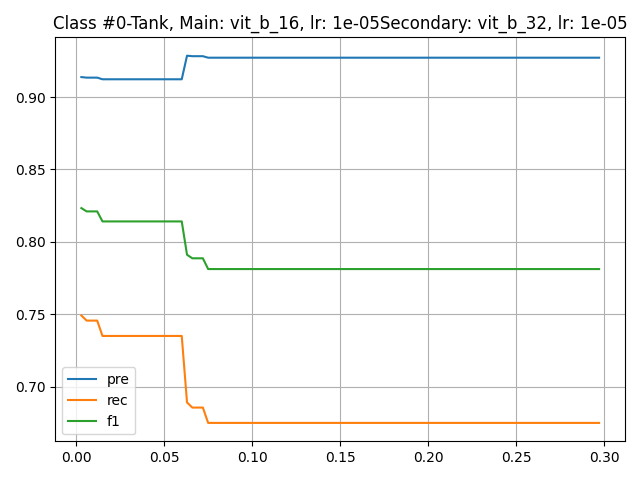 Class #0-Tank, Main: vit_b_16, lr: 1e-05Secondary: vit_b_32, lr: 1e-05
0.90
0.85
0.80
0.75
0.70
pre
rec
f1
0.00 0.05 0.10 0.15 0.20 0.25 0.30